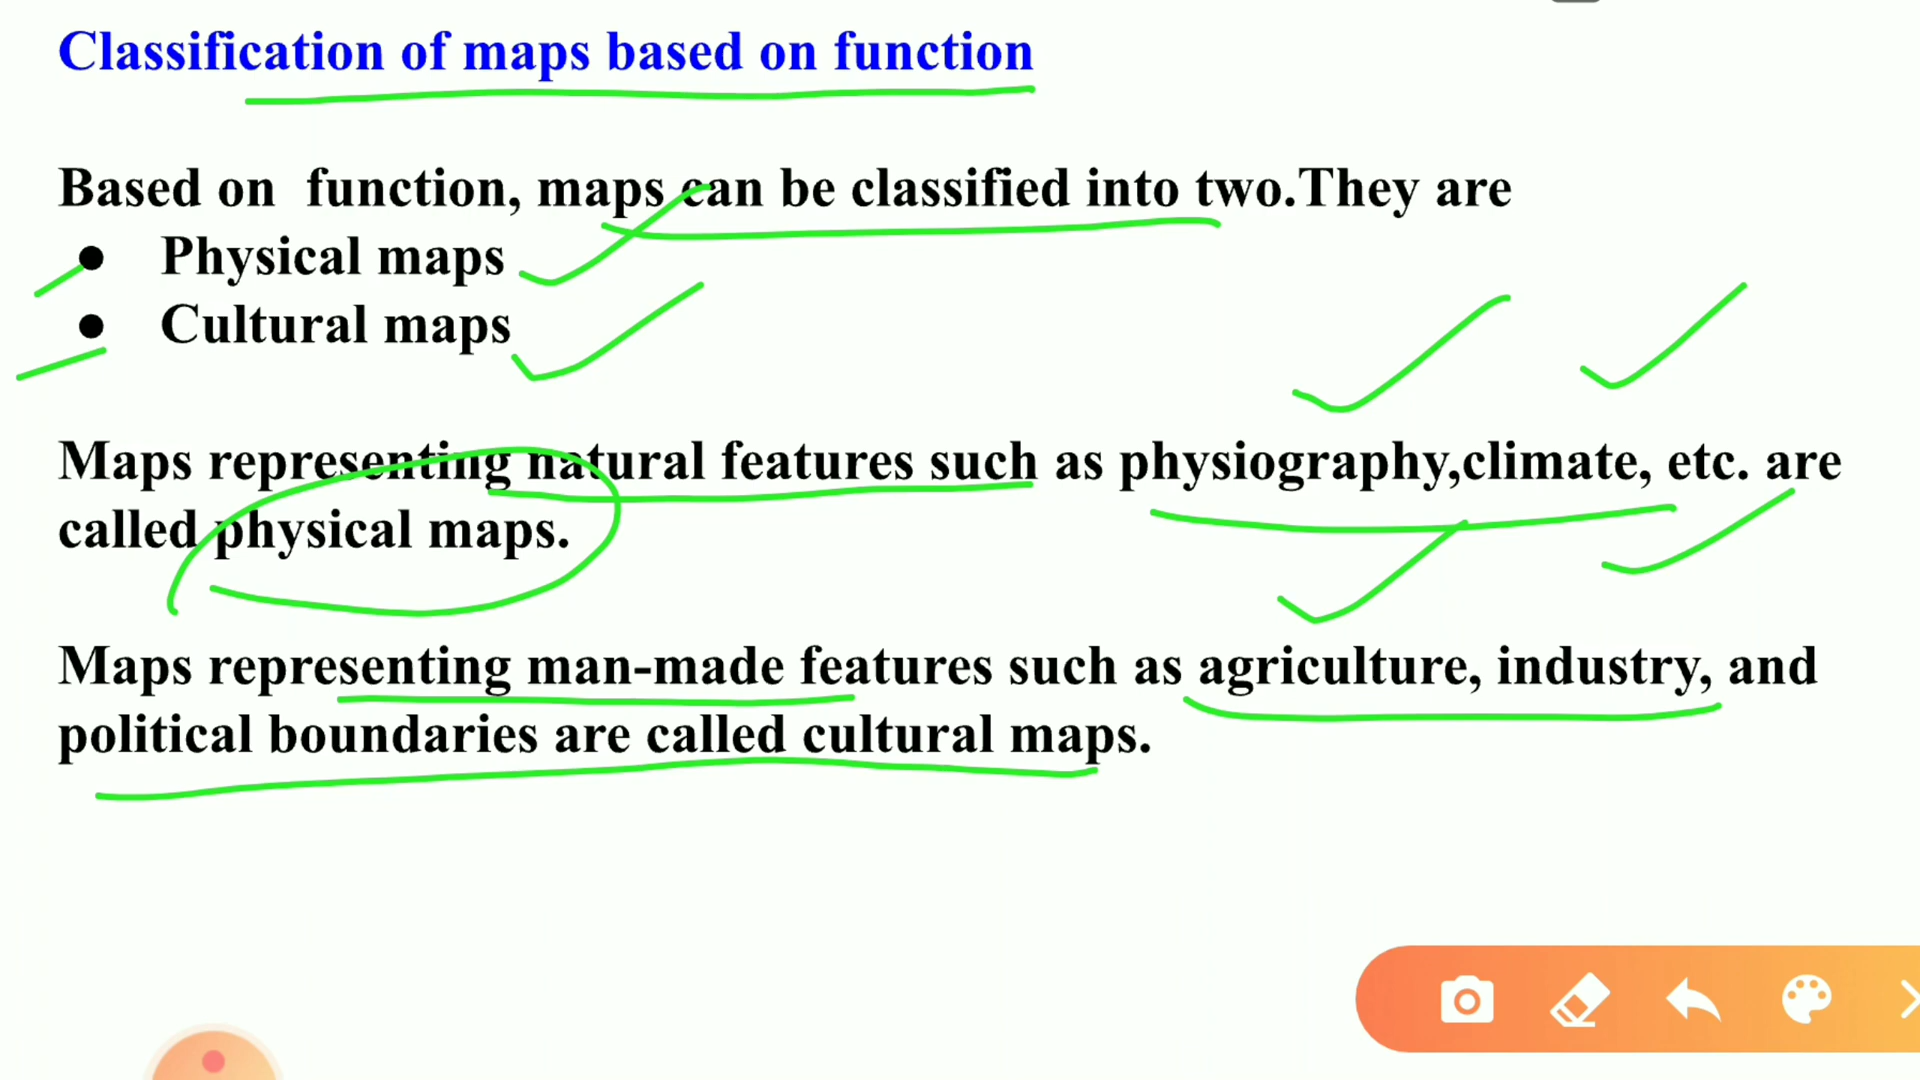 Classification of maps based on function
Based on  function, maps can be classified into two.They are
● Physical maps
● Cultural maps
Maps representing natural features such as physiography,climate, etc. are
called physical maps.
Maps representing man-made features such as agriculture, industry, and
political boundaries are called cultural maps.